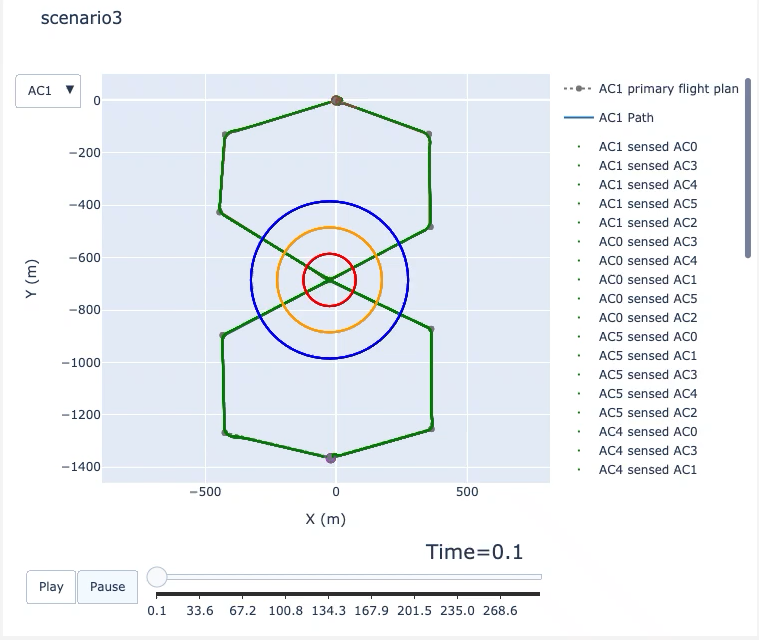 scenario3
AC1 ▼
0
−200
−400
−600
−800
−1000
−1200
−1400
Y (m)
−500 0 500
X (m)
AC1 primary flight plan
AC1 Path
AC1 sensed AC0
AC1 sensed AC3
AC1 sensed AC4
AC1 sensed AC5
AC1 sensed AC2
AC0 sensed AC3
AC0 sensed AC4
AC0 sensed AC1
AC0 sensed AC5
AC0 sensed AC2
AC5 sensed AC0
AC5 sensed AC1
AC5 sensed AC3
AC5 sensed AC4
AC5 sensed AC2
AC4 sensed AC0
AC4 sensed AC3
AC4 sensed AC1
Time=0.1
Play Pause
0.1 33.6 67.2 100.8 134.3 167.9 201.5 235.0 268.6